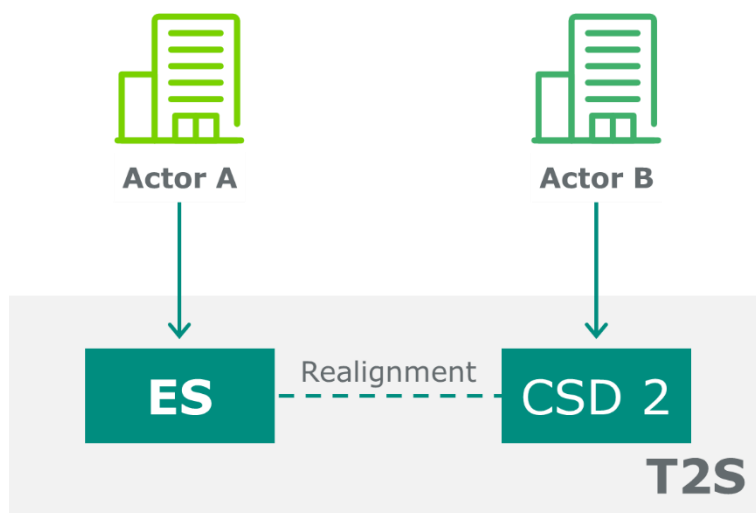 Actor A
Actor B
Realignment
ES
CSD 2
T2S